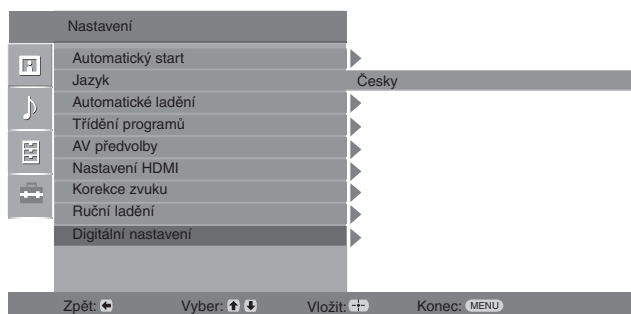 Nastavení
Automatický start
Jazyk Česky
Automatické ladění
Třídění programů
AV předvolby
Nastavení HDMI
Korekce zvuku
Ruční ladění
Digitální nastavení
Zpět: Vyber: Vložit: Konec: MENU